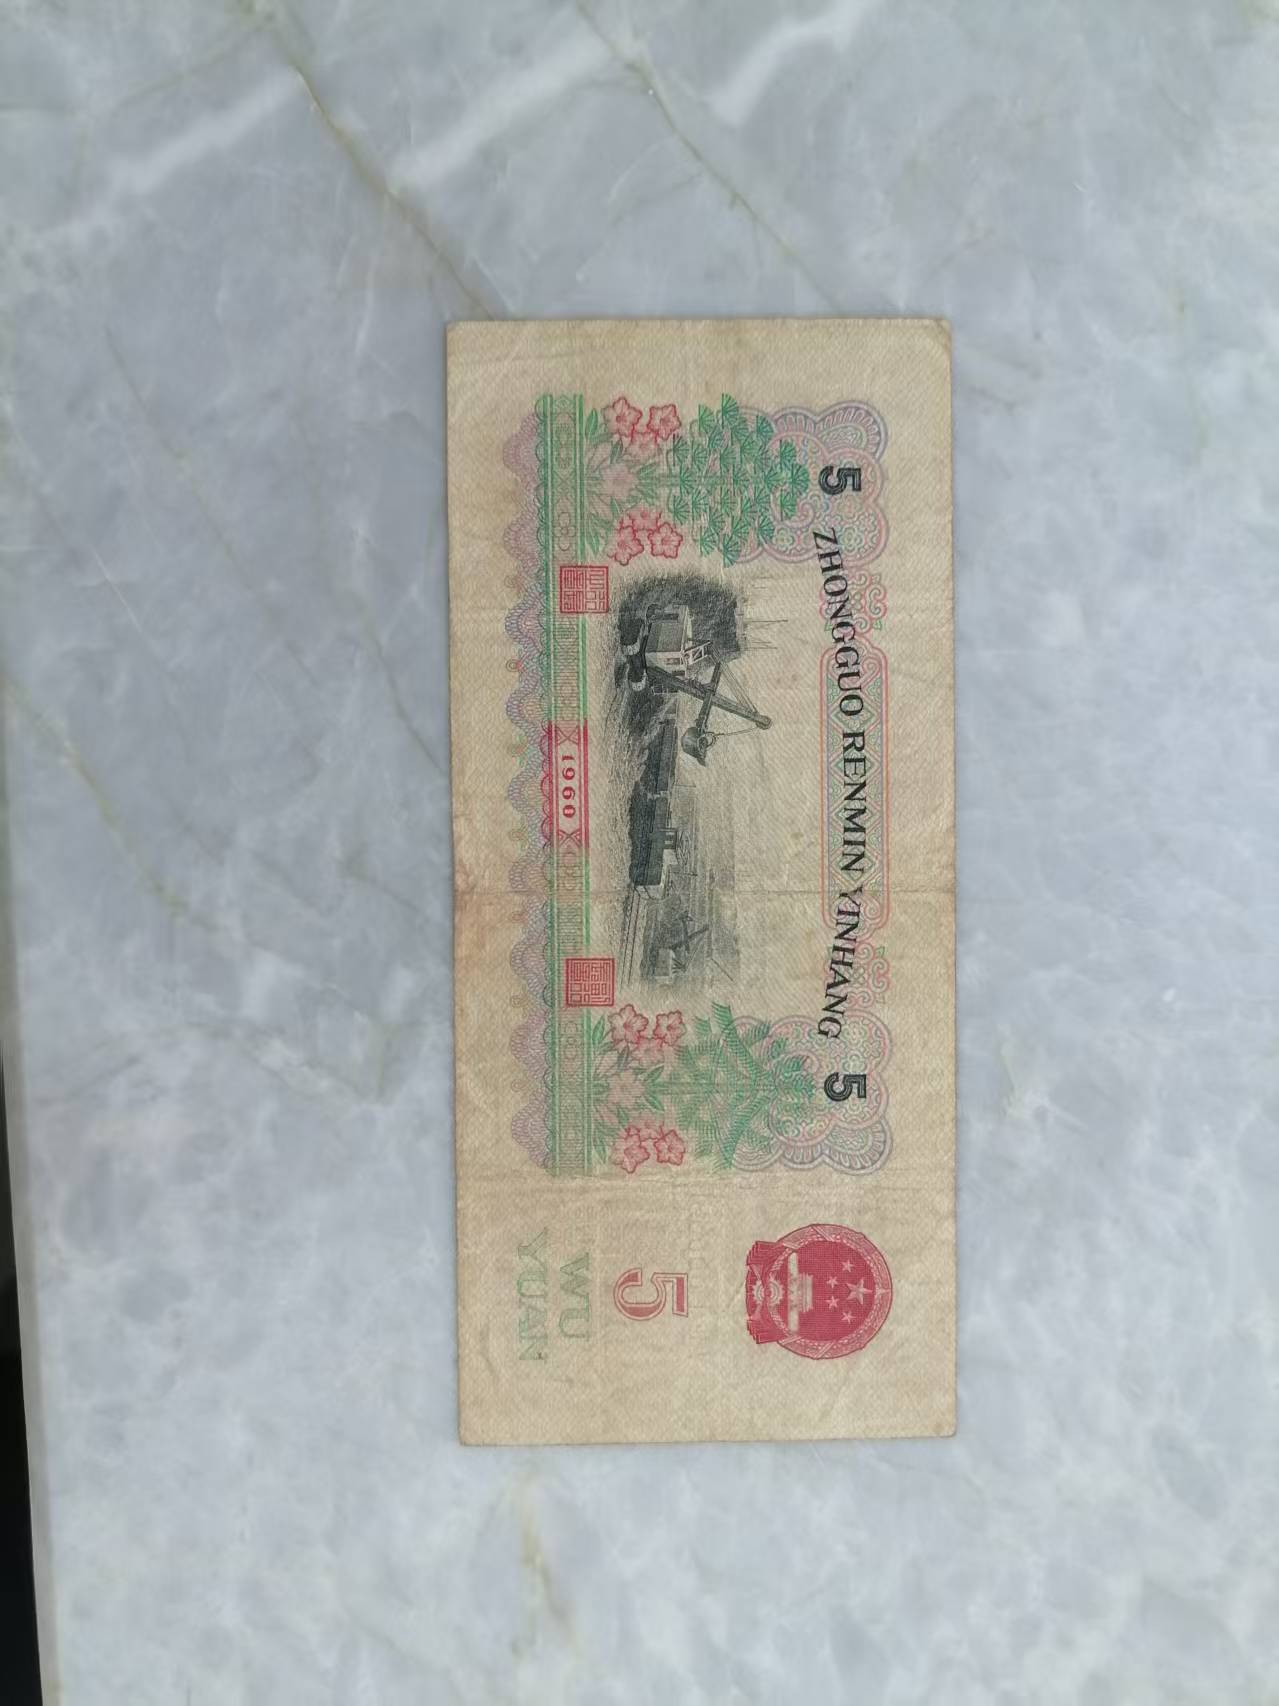 5 ZHONGGUO RENMIN YINHANG 5
5
1960
WU
YUAN